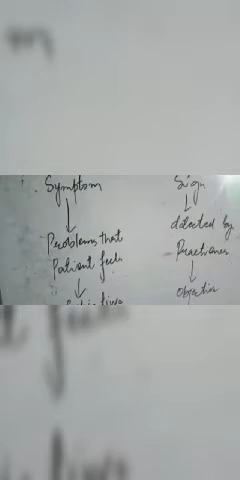 Symptom
Sign
Problems that
Patient feels
detected by
Practioner
Objective